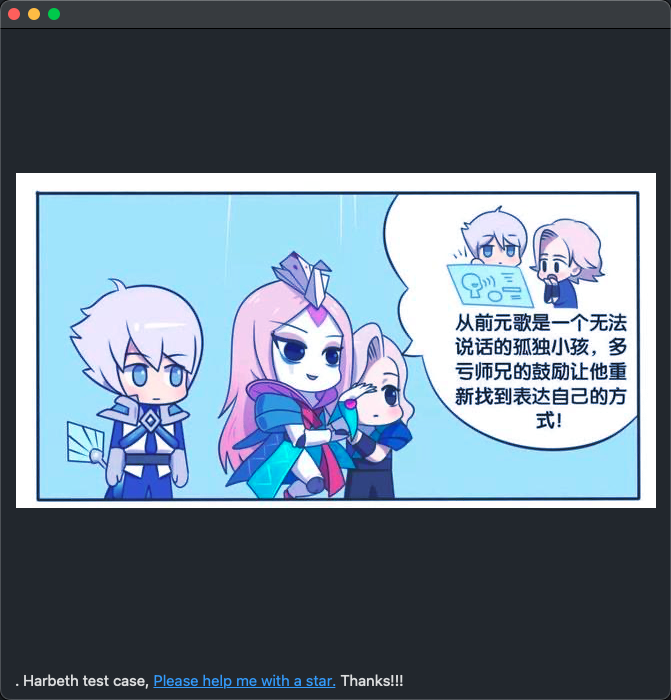 从前元歌是一个无法
说话的孤独小孩，多
亏师兄的鼓励让他重
新找到表达自己的方
式！
. Harbeth test case, Please help me with a star. Thanks!!!